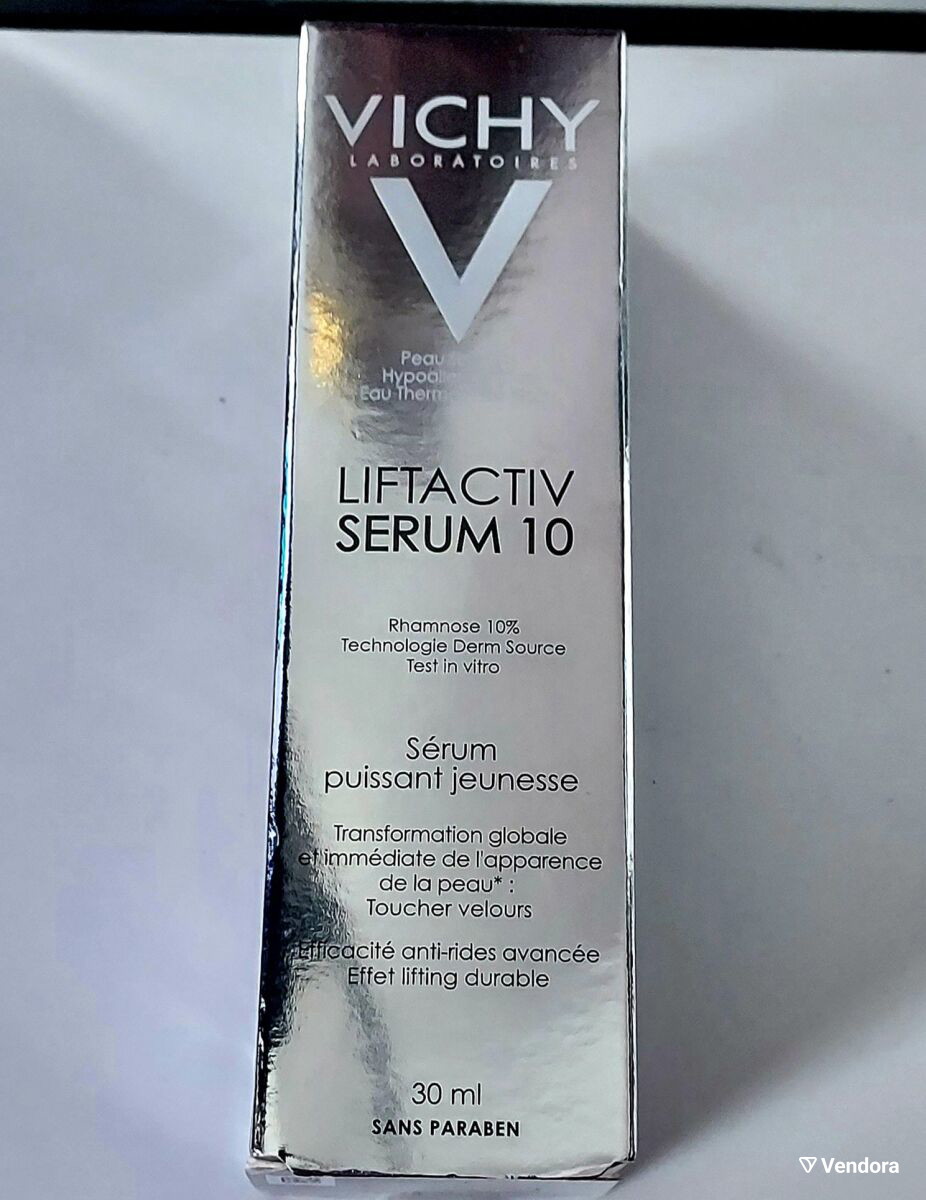 VICHY
LABORATOIRES
Peau
Eau
LIFTACTIV
SERUM 10
Rhamnose 10%
Technologie Derm Source
Test in vitro
Sérum
puissant jeunesse
Transformation globale
et immédiate de l'apparence
de la peau* :
Toucher velours
Efficacité anti-rides avancée
Effet lifting durable
30 ml
SANS PARABEN
Vendora